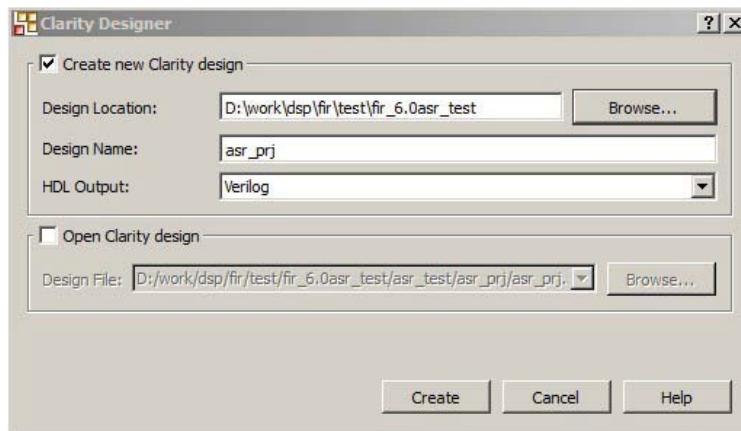 Clarity Designer
Create new Clarity design
Design Location: D:\work\dsp\fir\test\fir_6.0asr_test Browse...
Design Name: asr_prj
HDL Output: Verilog
Open Clarity design
Design File: D:/work/dsp/fir/test/fir_6.0asr_test/asr_test/asr_prj/asr_prj. Browse...
Create Cancel Help